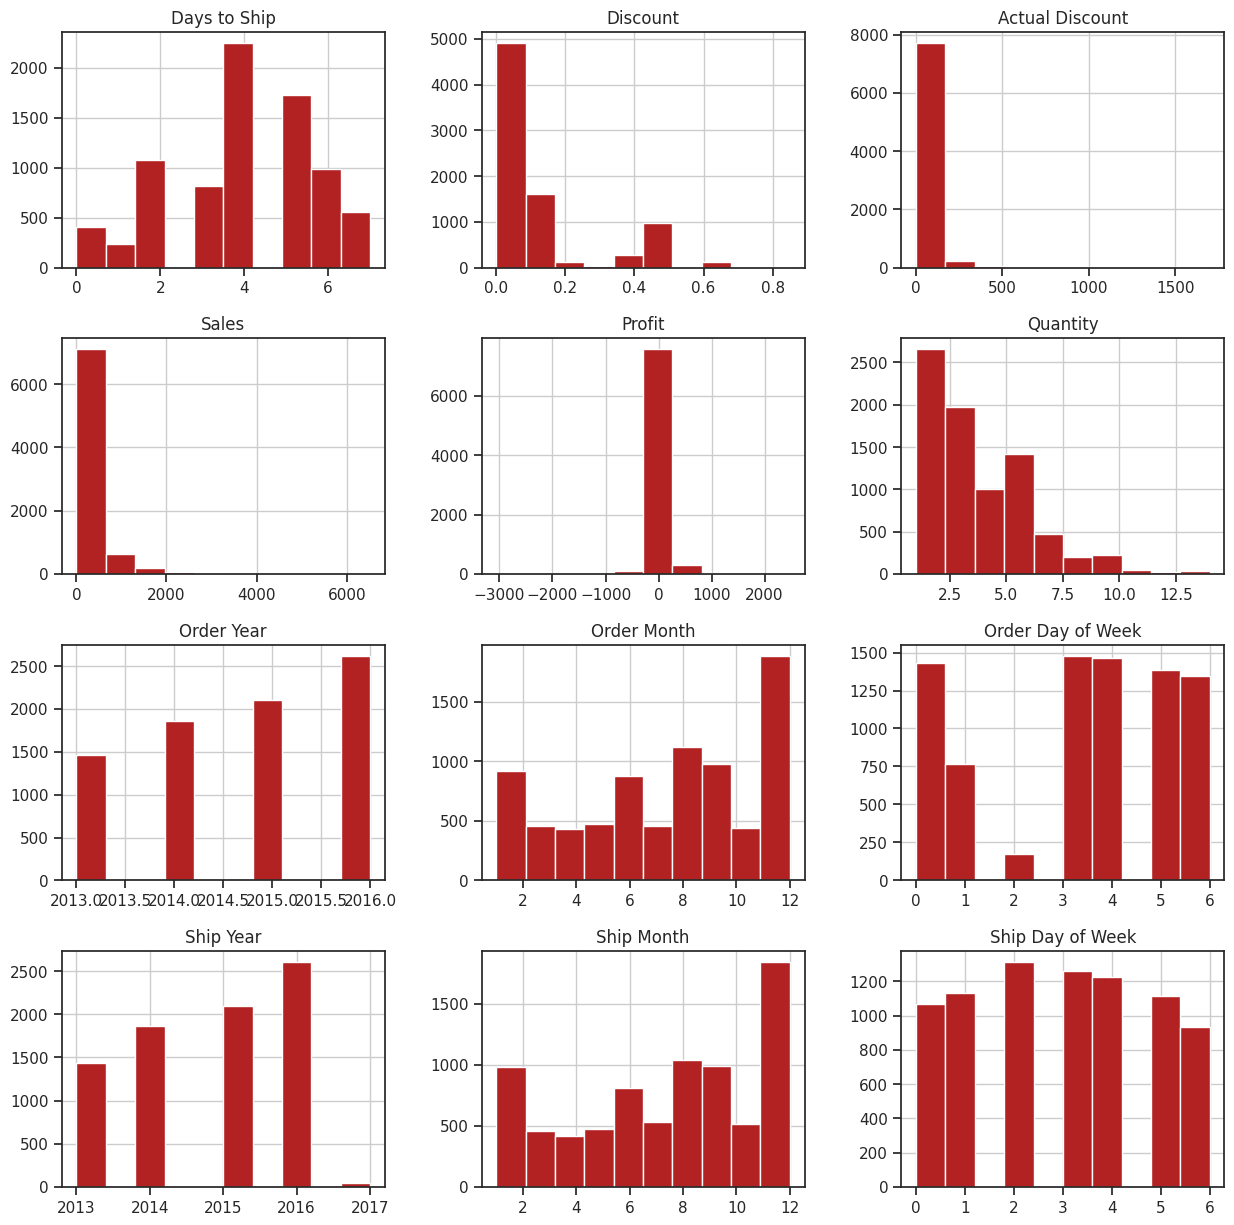 Days to Ship Discount Actual Discount
2000 1500 1000 500 0
0 2 4 6
5000 4000 3000 2000 1000 0
0.0 0.2 0.4 0.6 0.8
8000 6000 4000 2000 0
0 500 1000 1500
Sales Profit Quantity
6000 4000 2000 0
0 2000 4000 6000
6000 4000 2000 0
−3000 −2000 −1000 0 1000 2000
2500 2000 1500 1000 500 0
2.5 5.0 7.5 10.0 12.5
Order Year Order Month Order Day of Week
2500 2000 1500 1000 500 0
2013.0 2013.5 2014.0 2014.5 2015.0 2015.5 2016.0
1500 1000 500 0
2 4 6 8 10 12
1500 1250 1000 750 500 250 0
0 1 2 3 4 5 6
Ship Year Ship Month Ship Day of Week
2500 2000 1500 1000 500 0
2013 2014 2015 2016 2017
1500 1000 500 0
2 4 6 8 10 12
1200 1000 800 600 400 200 0
0 1 2 3 4 5 6